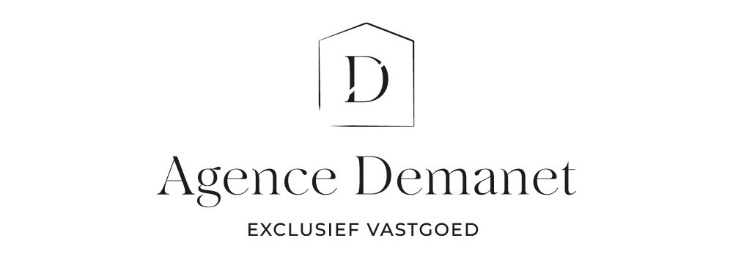 D
Agence Demanet
EXCLUSIEF VASTGOED